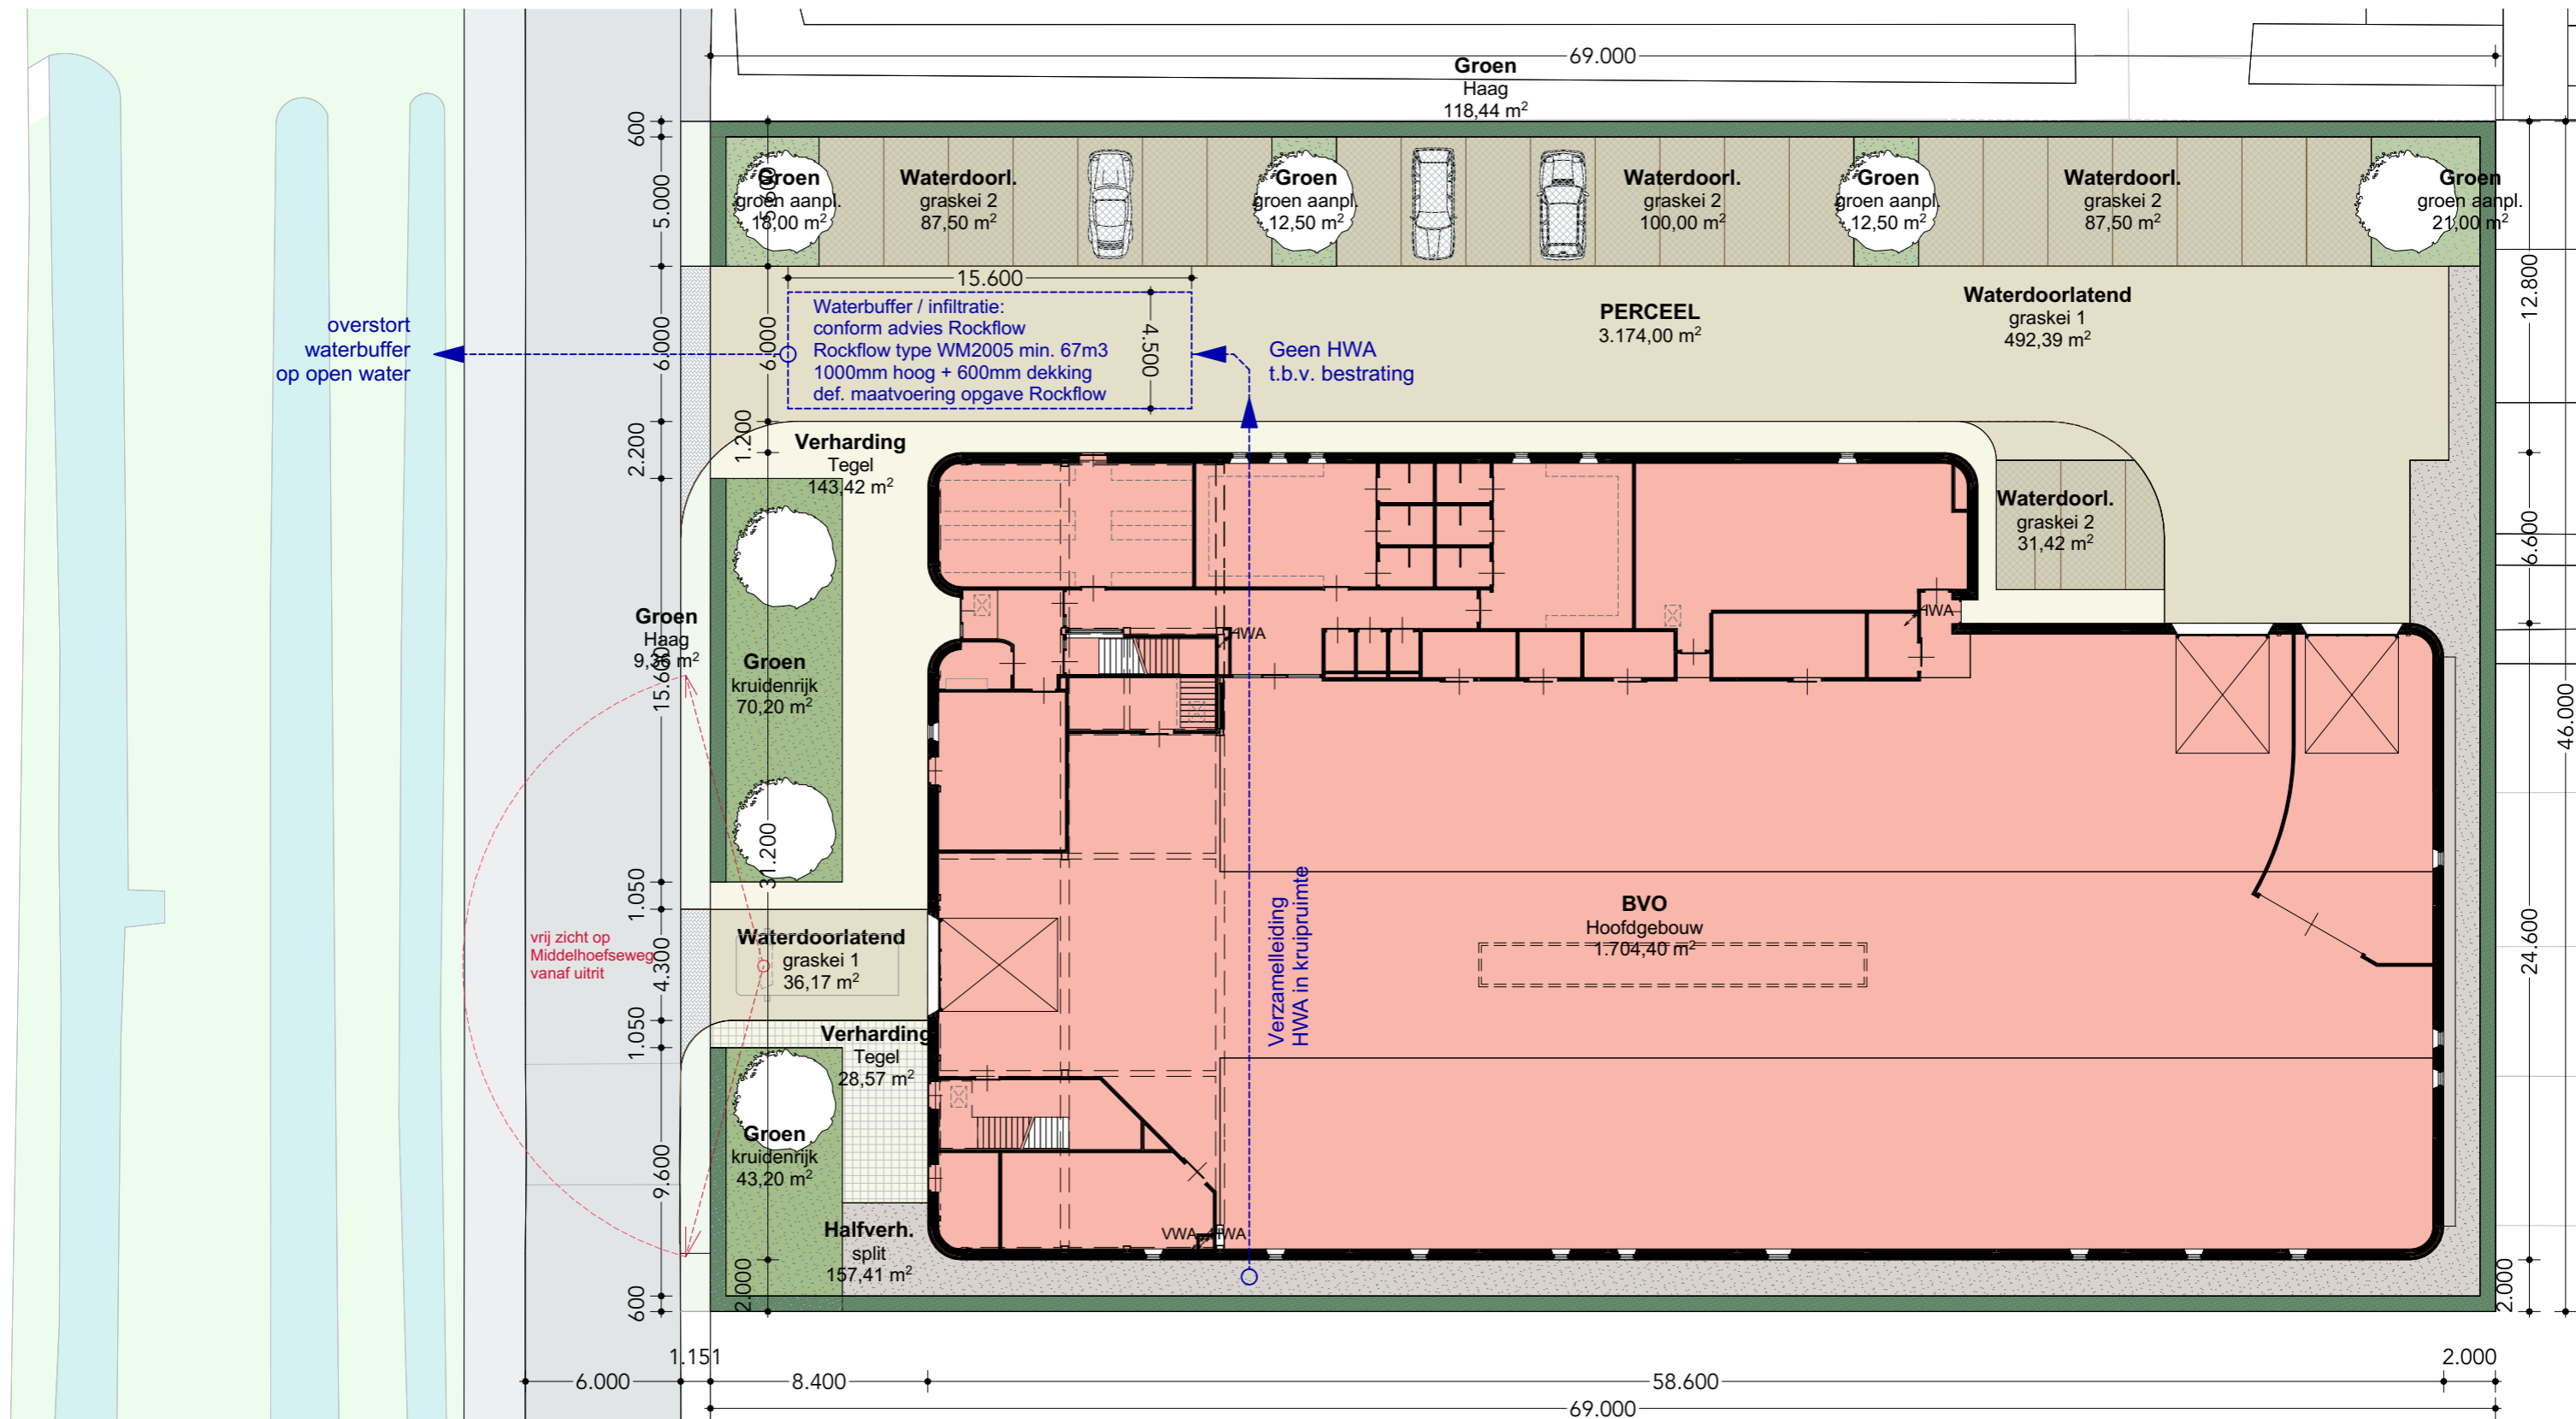 69.000
Groen
Haag
118,44 m²
600
5.000
5.600
Groen
groen aanpl.
18,00 m²
Waterdoorl.
graskei 2
87,50 m²
Groen
groen aanpl.
12,50 m²
Waterdoorl.
graskei 2
100,00 m²
Groen
groen aanpl.
12,50 m²
Waterdoorl.
graskei 2
87,50 m²
Groen
groen aanpl.
21,00 m²
12.800
15.600
overstort
waterbuffer
op open water
6.000
6.000
Waterbuffer / infiltratie:
conform advies Rockflow
Rockflow type WM2005 min. 67m3
1000mm hoog + 600mm dekking
def. maatvoering opgave Rockflow
4.500
Geen HWA
t.b.v. bestrating
PERCEEL
3.174,00 m²
Waterdoorlatend
graskei 1
492,39 m²
2.200
1.200
Verharding
Tegel
143,42 m²
Waterdoorl.
graskei 2
31,42 m²
6.600
Groen
Haag
9,36 m²
15.600
Groen
kruidenrijk
70,20 m²
HWA
HWA
46.000
31.200
1.050
4.300
1.050
vrij zicht op
Middelhoefseweg
vanaf uitrit
Waterdoorlatend
graskei 1
36,17 m²
Verzamelleiding
HWA in kruipruimte
BVO
Hoofdgebouw
1.704,40 m²
24.600
Verharding
Tegel
28,57 m²
9.600
Groen
kruidenrijk
43,20 m²
Halfverh.
split
157,41 m²
VWA
HWA
600
2.000
2.000
1.151
6.000
8.400
58.600
2.000
69.000